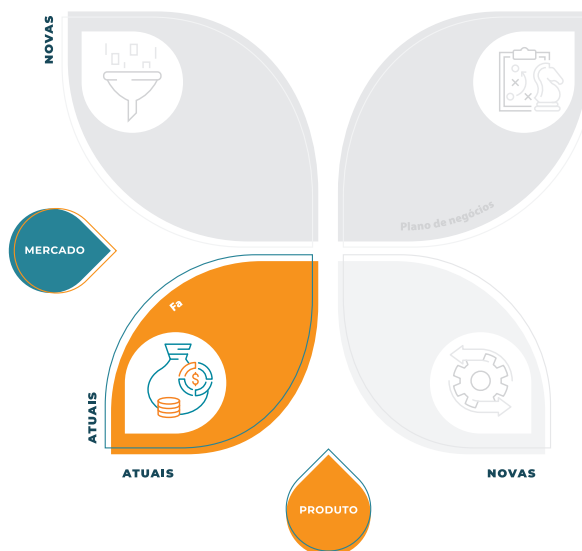 NOVAS
Plano de negócios
MERCADO
Fa
ATUAIS
ATUAIS
NOVAS
PRODUTO
$